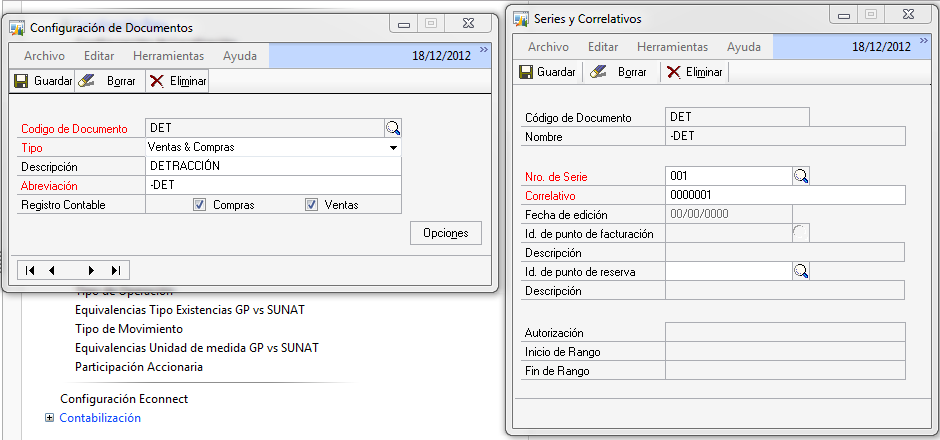 Contabilidad
Configuración de Documentos
Archivo Editar Herramientas Ayuda 18/12/2012 »
Guardar Borrar Eliminar
Codigo de Documento DET
Tipo Ventas & Compras
Descripción DETRACCIÓN
Abreviación -DET
Registro Contable Compras Ventas
Opciones
Tipo de Operación
Equivalencias Tipo Existencias GP vs SUNAT
Tipo de Movimiento
Equivalencias Unidad de medida GP vs SUNAT
Participación Accionaria
Configuración Econnect
Contabilización
Series y Correlativos
Archivo Editar Herramientas Ayuda 18/12/2012 »
Guardar Borrar Eliminar
Código de Documento DET
Nombre -DET
Nro. de Serie 001
Correlativo 0000001
Fecha de edición 00/00/0000
Id. de punto de facturación
Descripción
Id. de punto de reserva
Descripción
Autorización
Inicio de Rango
Fin de Rango